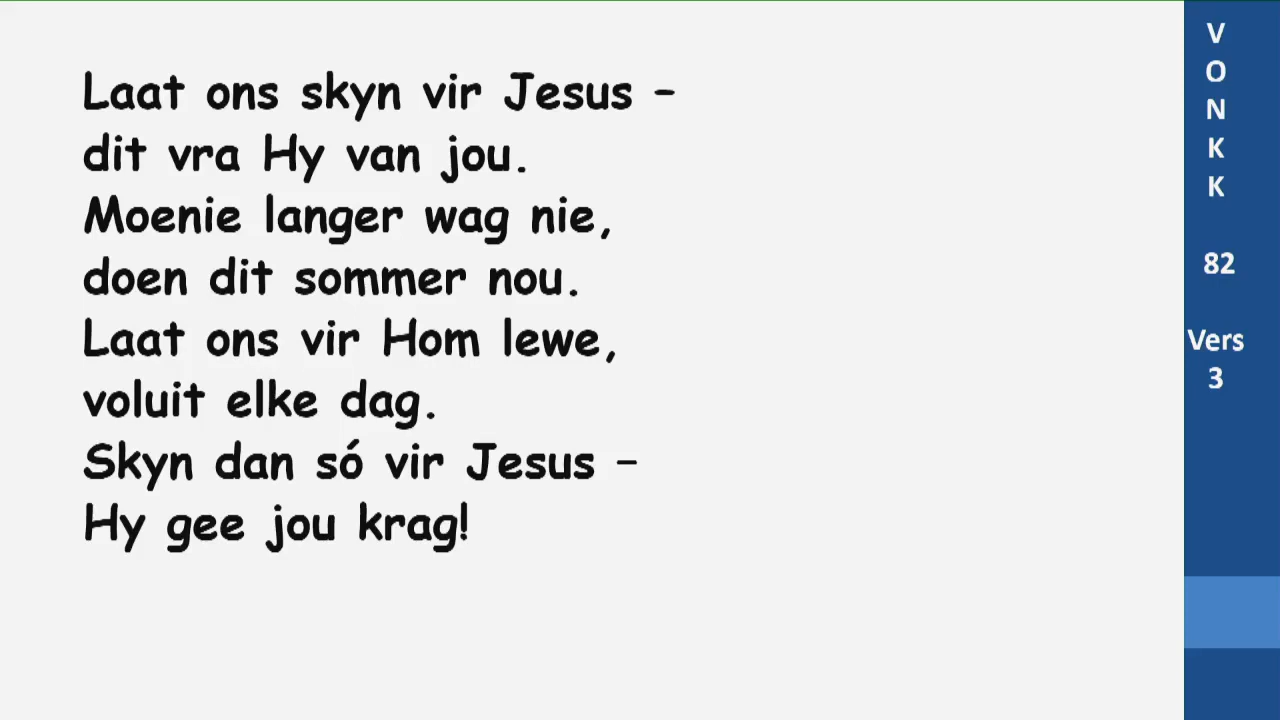 Laat ons skyn vir Jesus –
dit vra Hy van jou.
Moenie langer wag nie,
doen dit sommer nou.
Laat ons vir Hom lewe,
voluit elke dag.
Skyn dan só vir Jesus –
Hy gee jou krag!
V
O
N
K
K
82
Vers
3